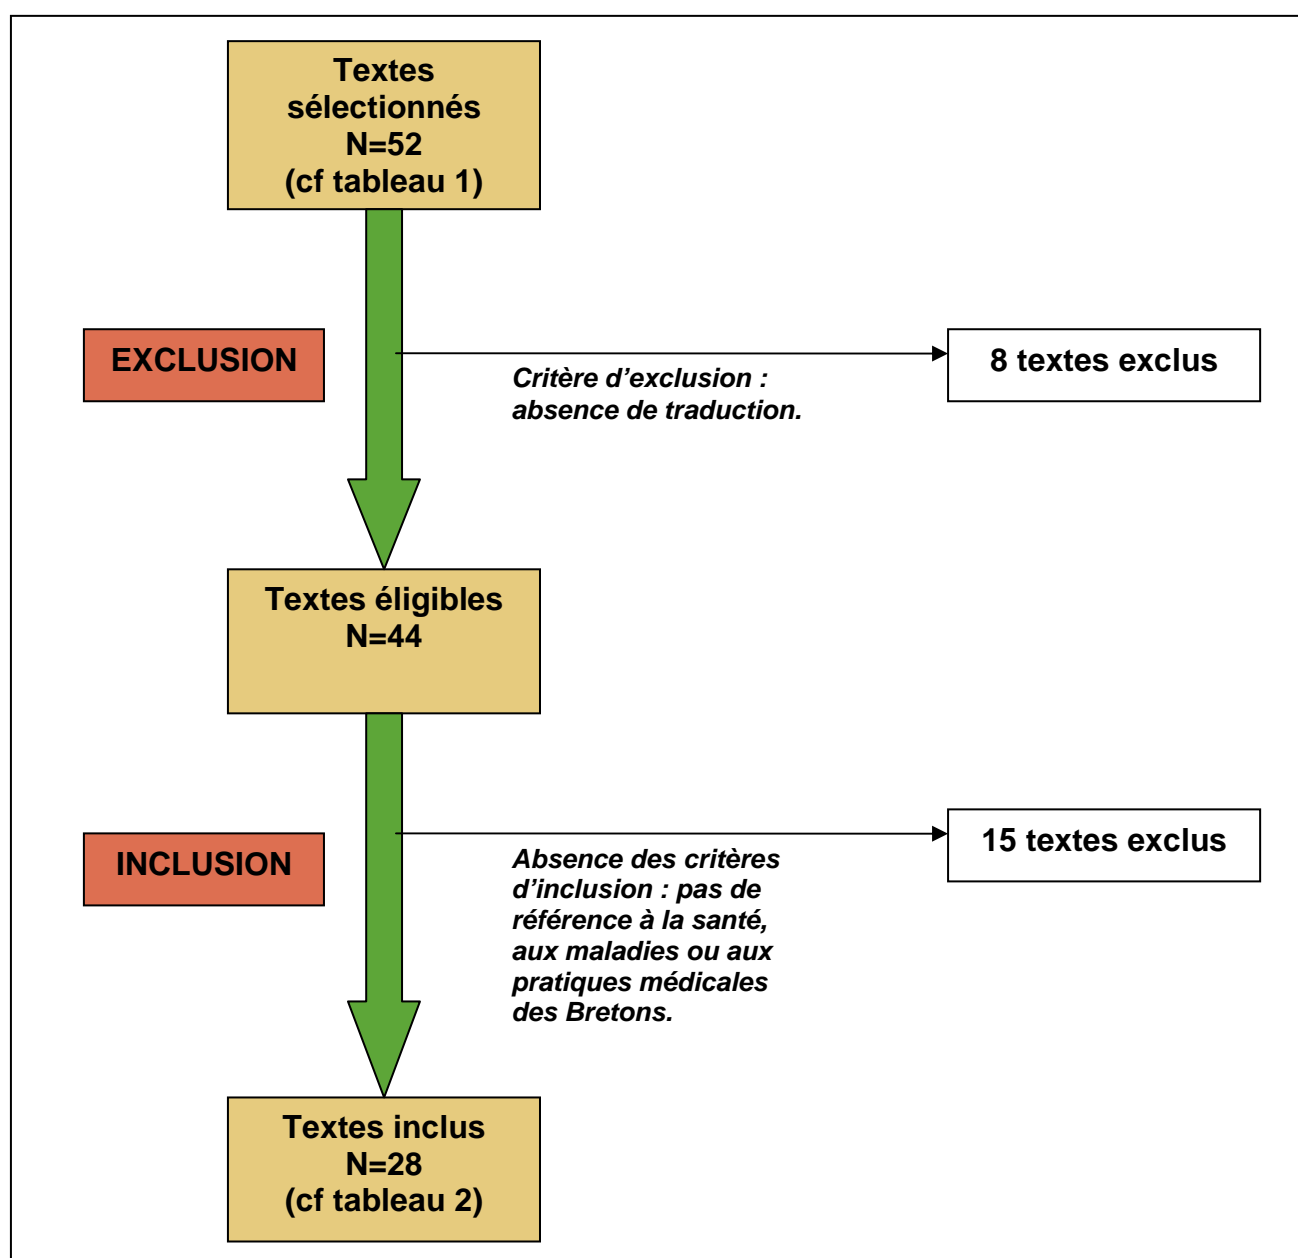 Textes
sélectionnés
N=52
(cf tableau 1)
EXCLUSION
Critère d’exclusion :
absence de traduction.
8 textes exclus
Textes éligibles
N=44
INCLUSION
Absence des critères
d’inclusion : pas de
référence à la santé,
aux maladies ou aux
pratiques médicales
des Bretons.
15 textes exclus
Textes inclus
N=28
(cf tableau 2)